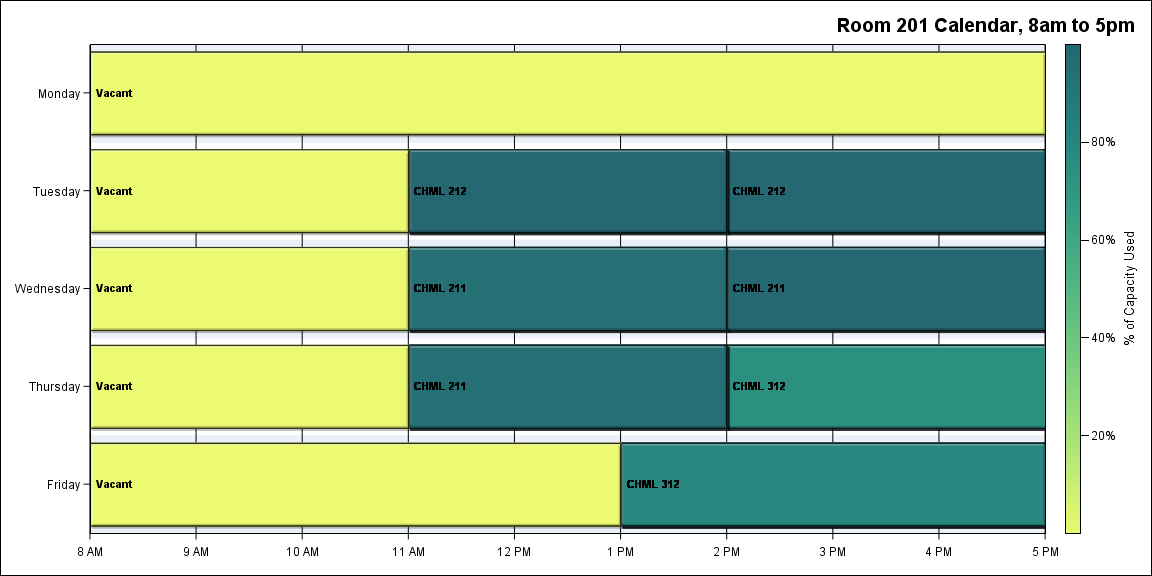 Room 201 Calendar, 8am to 5pm
Monday
Vacant
Tuesday
Vacant
CHML 212
CHML 212
Wednesday
Vacant
CHML 211
CHML 211
Thursday
Vacant
CHML 211
CHML 312
Friday
Vacant
CHML 312
8 AM
9 AM
10 AM
11 AM
12 PM
1 PM
2 PM
3 PM
4 PM
5 PM
80%
60%
40%
20%
% of Capacity Used